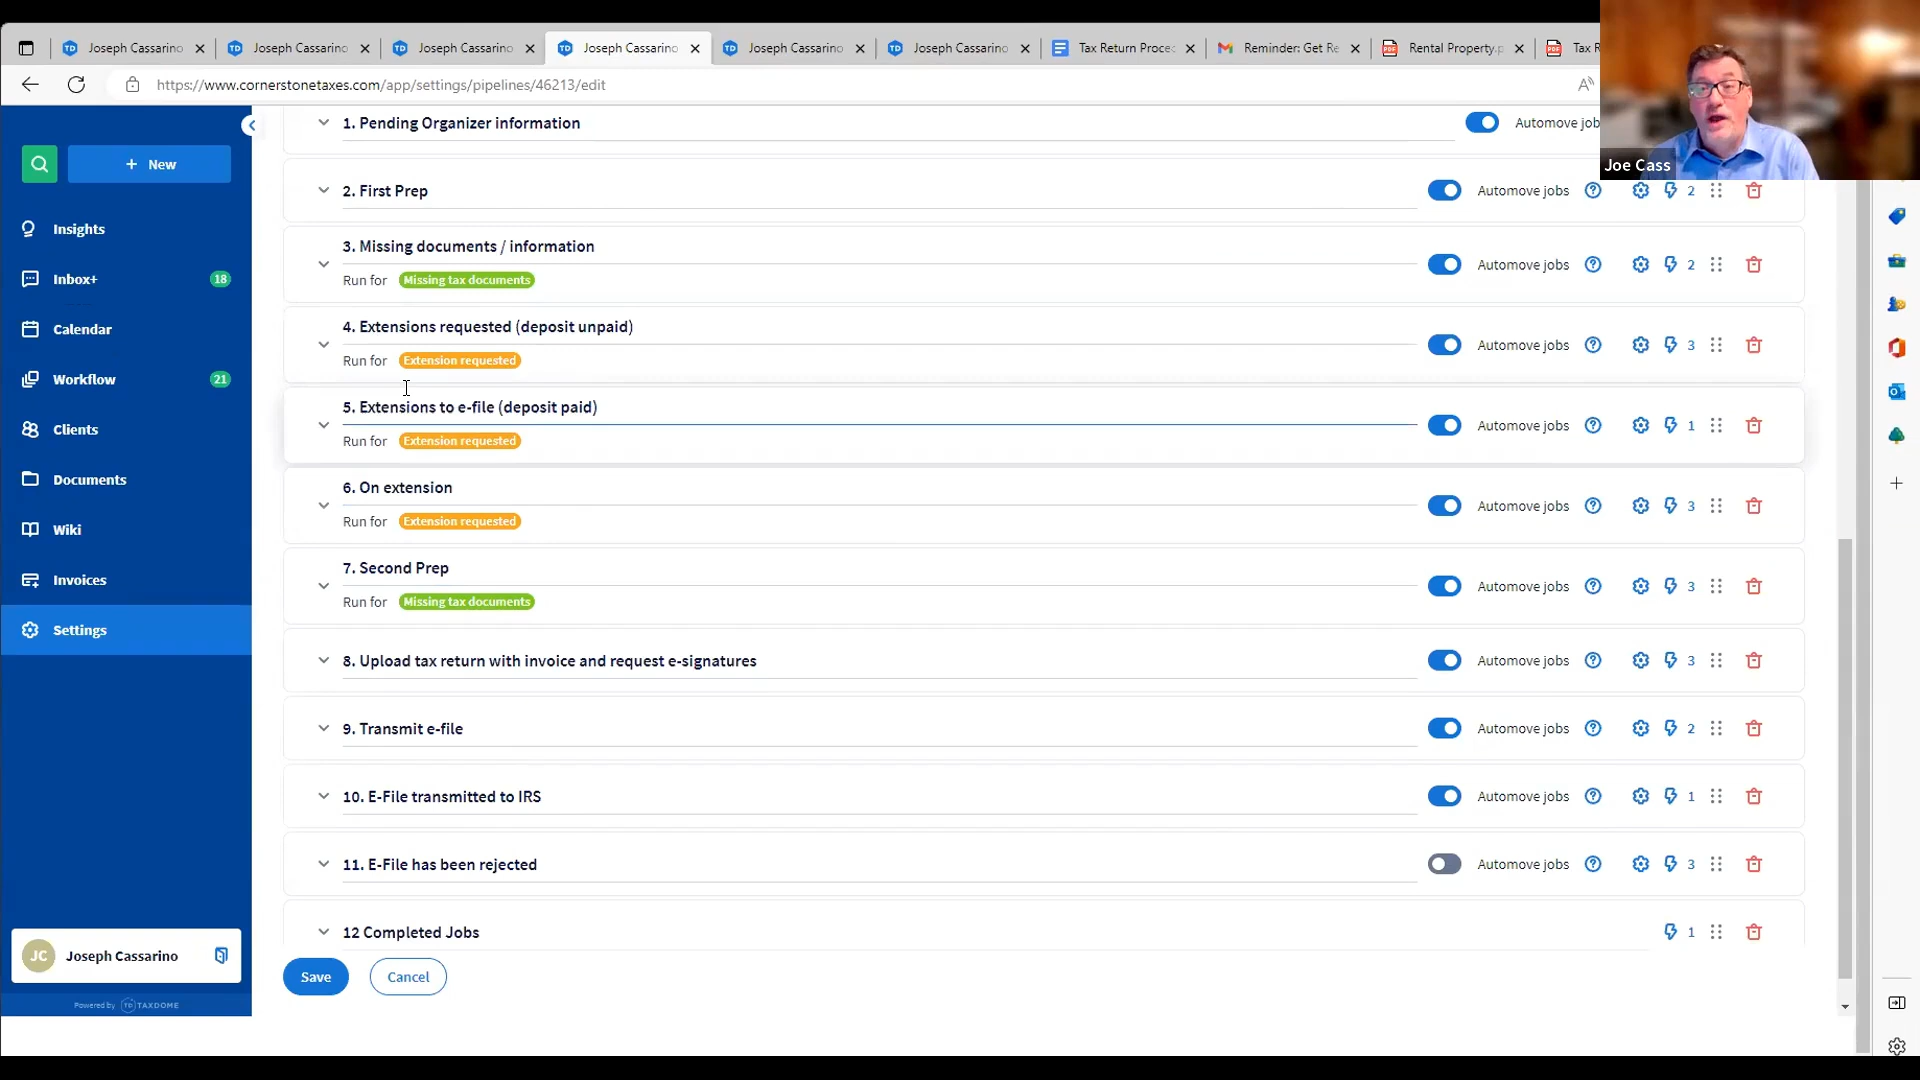 Joseph Cassarino
Joseph Cassarino
Joseph Cassarino
Joseph Cassarino
Joseph Cassarino
Joseph Cassarino
Tax Return Proce
Reminder: Get Re
Rental Property.p
Tax R
https://www.cornerstonetaxes.com/app/settings/pipelines/46213/edit
A
Joe Cass
+ New
Insights
Inbox+ 18
Calendar
Workflow 21
Clients
Documents
Wiki
Invoices
Settings
JC Joseph Cassarino
Powered by TD TAXDOME
1. Pending Organizer information Automove job
2. First Prep Automove jobs 2
3. Missing documents / information
Run for Missing tax documents Automove jobs 2
4. Extensions requested (deposit unpaid)
Run for Extension requested Automove jobs 3
5. Extensions to e-file (deposit paid)
Run for Extension requested Automove jobs 1
6. On extension
Run for Extension requested Automove jobs 3
7. Second Prep
Run for Missing tax documents Automove jobs 3
8. Upload tax return with invoice and request e-signatures Automove jobs 3
9. Transmit e-file Automove jobs 2
10. E-File transmitted to IRS Automove jobs 1
11. E-File has been rejected Automove jobs 3
12 Completed Jobs 1
Save Cancel